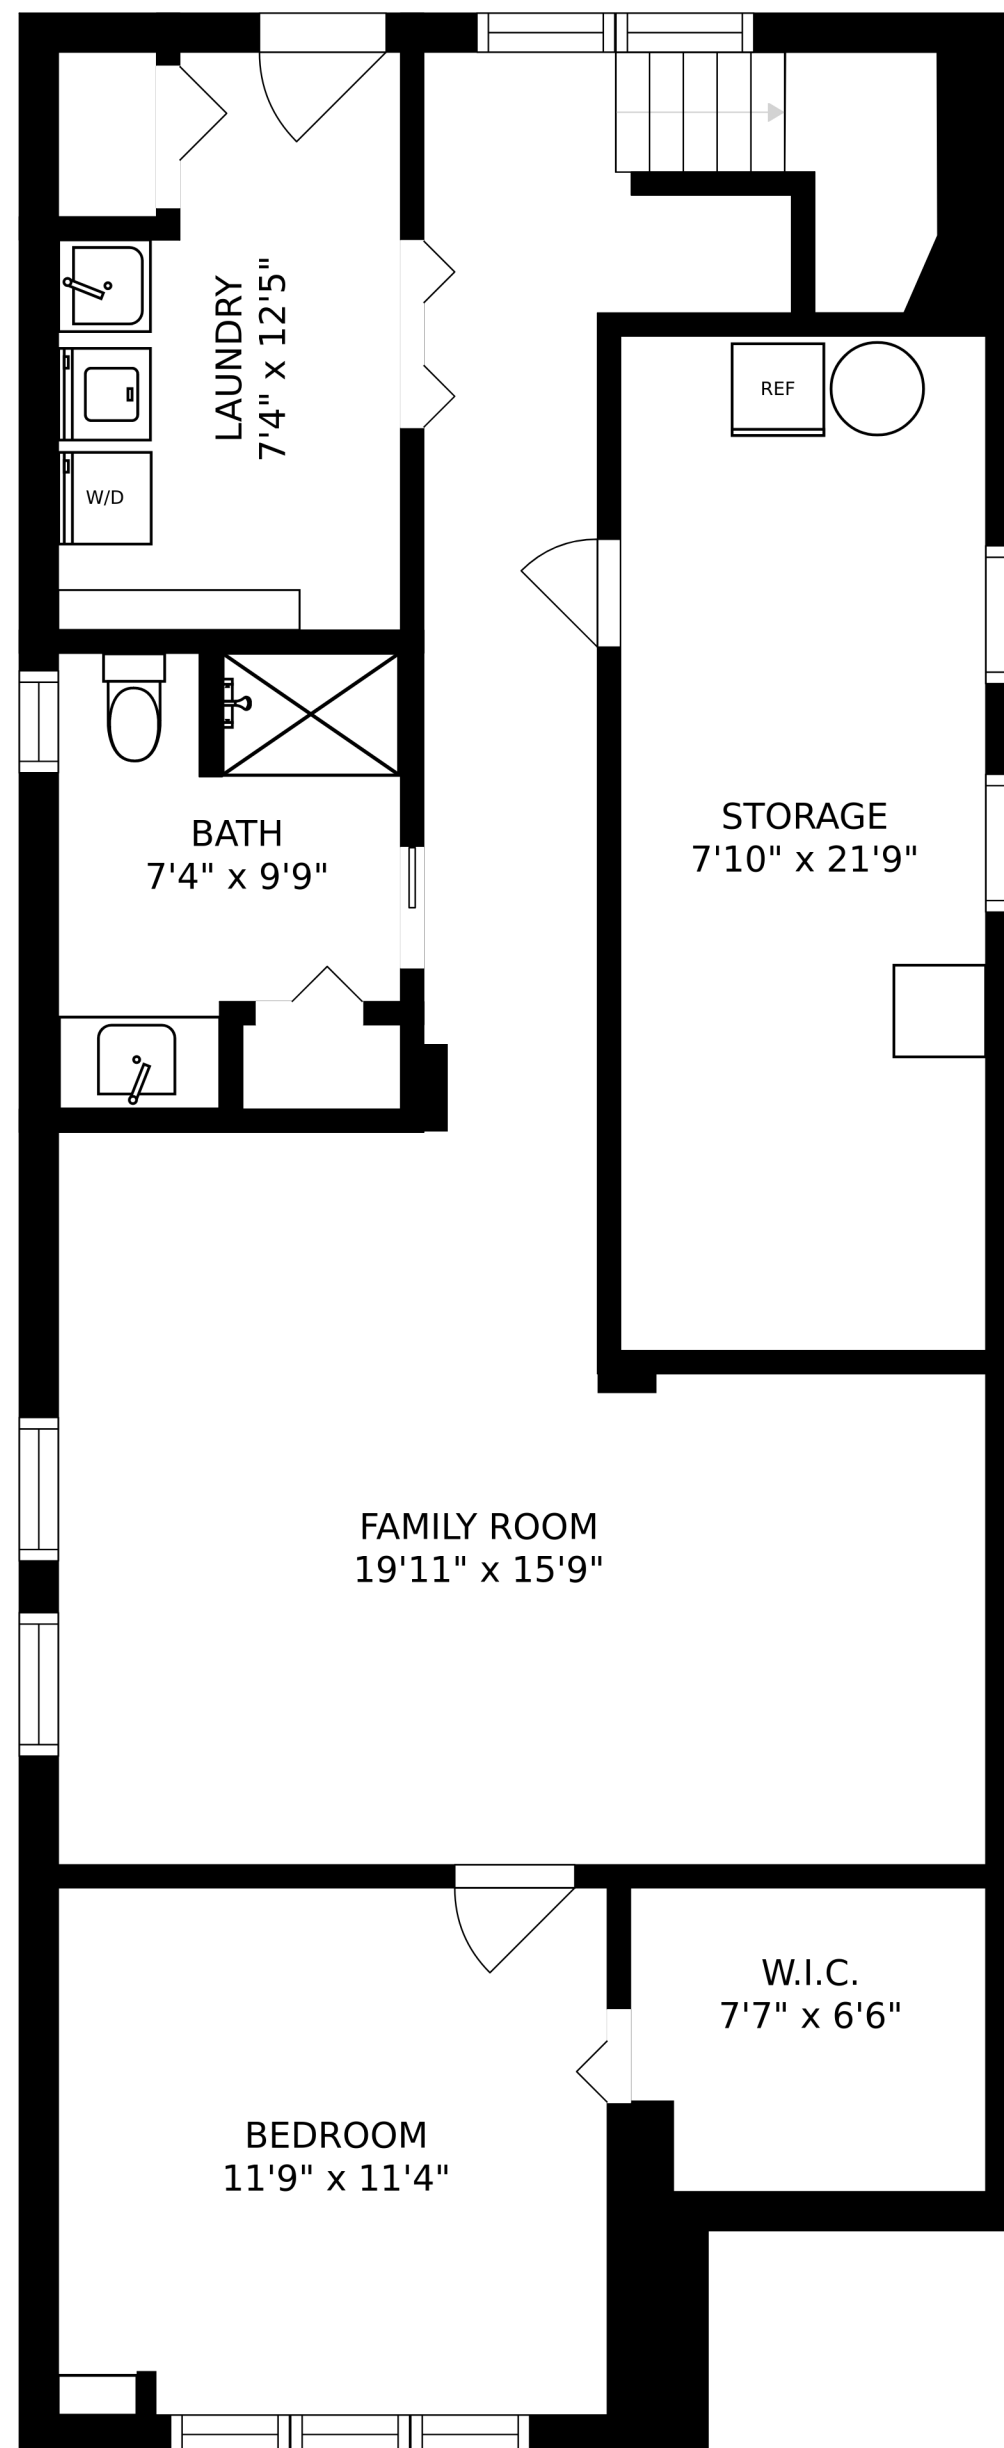 LAUNDRY
7'4" x 12'5"
REF
W/D
BATH
7'4" x 9'9"
STORAGE
7'10" x 21'9"
FAMILY ROOM
19'11" x 15'9"
W.I.C.
7'7" x 6'6"
BEDROOM
11'9" x 11'4"